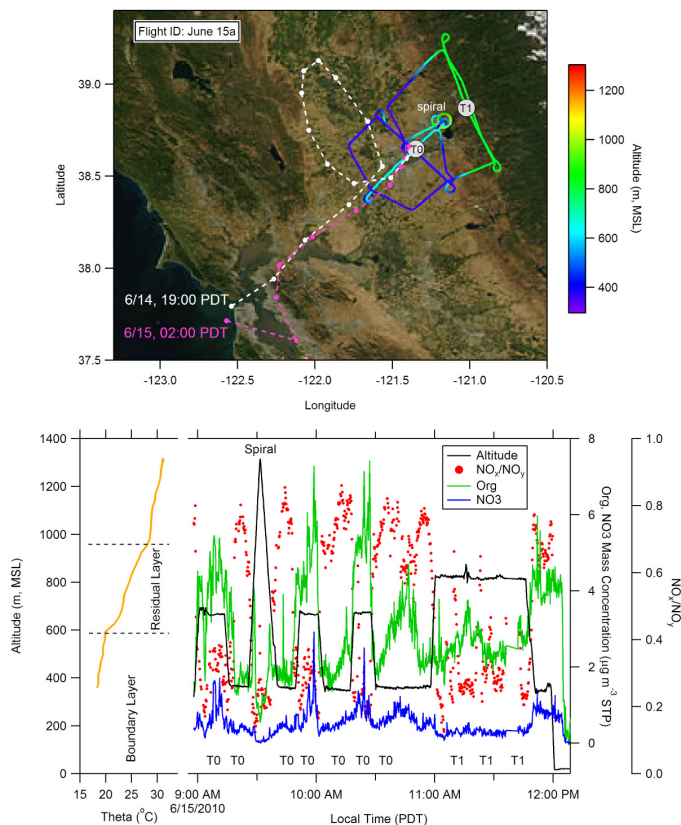 Flight ID: June 15a
39.0
38.5
38.0
37.5
Latitude
spiral
T1
T0
6/14, 19:00 PDT
6/15, 02:00 PDT
-123.0
-122.5
-122.0
-121.5
-121.0
-120.5
Longitude
1200
1000
800
600
400
Altitude (m, MSL)
1400
1200
1000
800
600
400
200
0
Altitude (m, MSL)
Residual Layer
Boundary Layer
15
20
25
30
Theta (°C)
Spiral
Altitude
NOx/NOy
Org
NO3
T0 T0 T0 T0 T0 T0 T0 T1 T1 T1
9:00 AM
6/15/2010
10:00 AM
11:00 AM
12:00 PM
Local Time (PDT)
8
6
4
2
0
Org, NO3 Mass Concentration (µg m⁻³ STP)
1.0
0.8
0.6
0.4
0.2
0.0
NOx/NOy